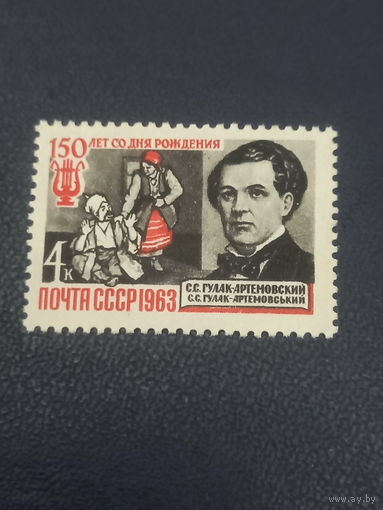 150 ЛЕТ СО ДНЯ РОЖДЕНИЯ
4к
С.С. ГУЛАК-АРТЕМОВСКИЙ
С.С. ГУЛАК-АРТЕМОВСЬКИЙ
ПОЧТА СССР 1963
www.ay.by